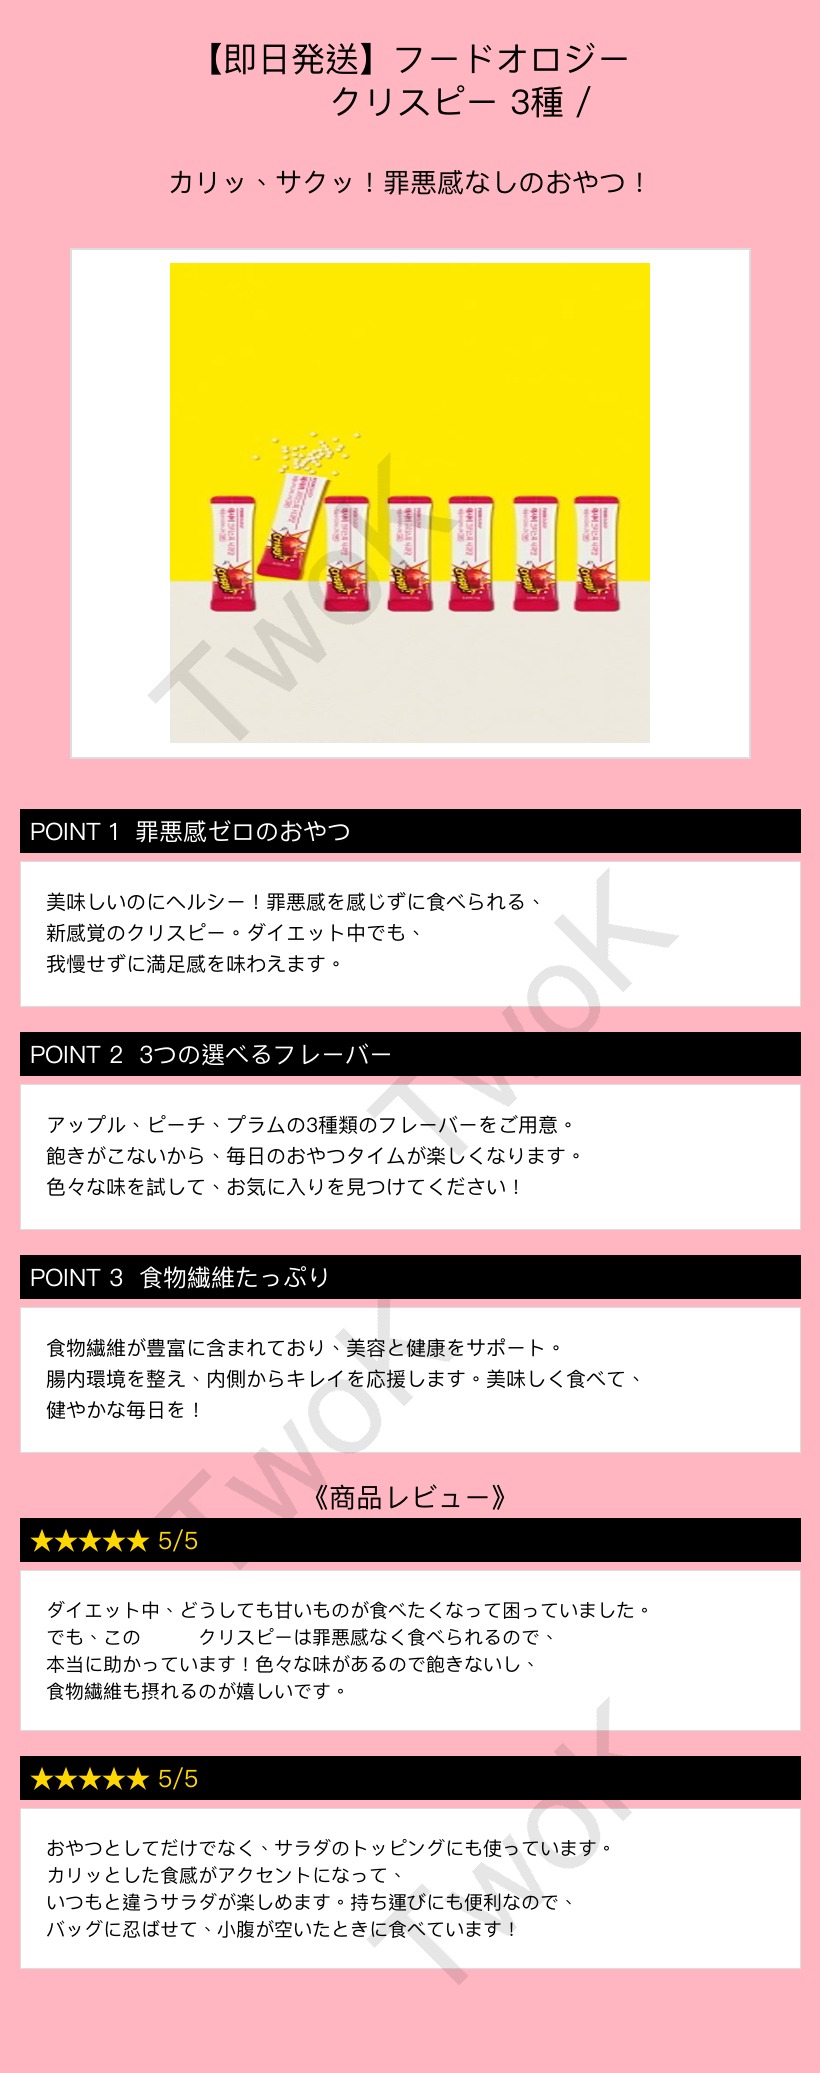 【即日発送】フードオロジー
クリスピー 3種 /
カリッ、サクッ！罪悪感なしのおやつ！
TwoK
POINT 1 罪悪感ゼロのおやつ
美味しいのにヘルシー！罪悪感を感じずに食べられる、
新感覚のクリスピー。ダイエット中でも、
我慢せずに満足感を味わえます。
TwoK
POINT 2 3つの選べるフレーバー
アップル、ピーチ、プラムの3種類のフレーバーをご用意。
飽きがこないから、毎日のおやつタイムが楽しくなります。
色々な味を試して、お気に入りを見つけてください！
POINT 3 食物繊維たっぷり
食物繊維が豊富に含まれており、美容と健康をサポート。
腸内環境を整え、内側からキレイを応援します。美味しく食べて、
健やかな毎日を！
TwoK
《商品レビュー》
★★★★★ 5/5
ダイエット中、どうしても甘いものが食べたくなって困っていました。
でも、この クリスピーは罪悪感なく食べられるので、
本当に助かっています！色々な味があるので飽きないし、
食物繊維も摂れるのが嬉しいです。
★★★★★ 5/5
おやつとしてだけでなく、サラダのトッピングにも使っています。
カリッとした食感がアクセントになって、
いつもと違うサラダが楽しめます。持ち運びにも便利なので、
バッグに忍ばせて、小腹が空いたときに食べています！
TwoK